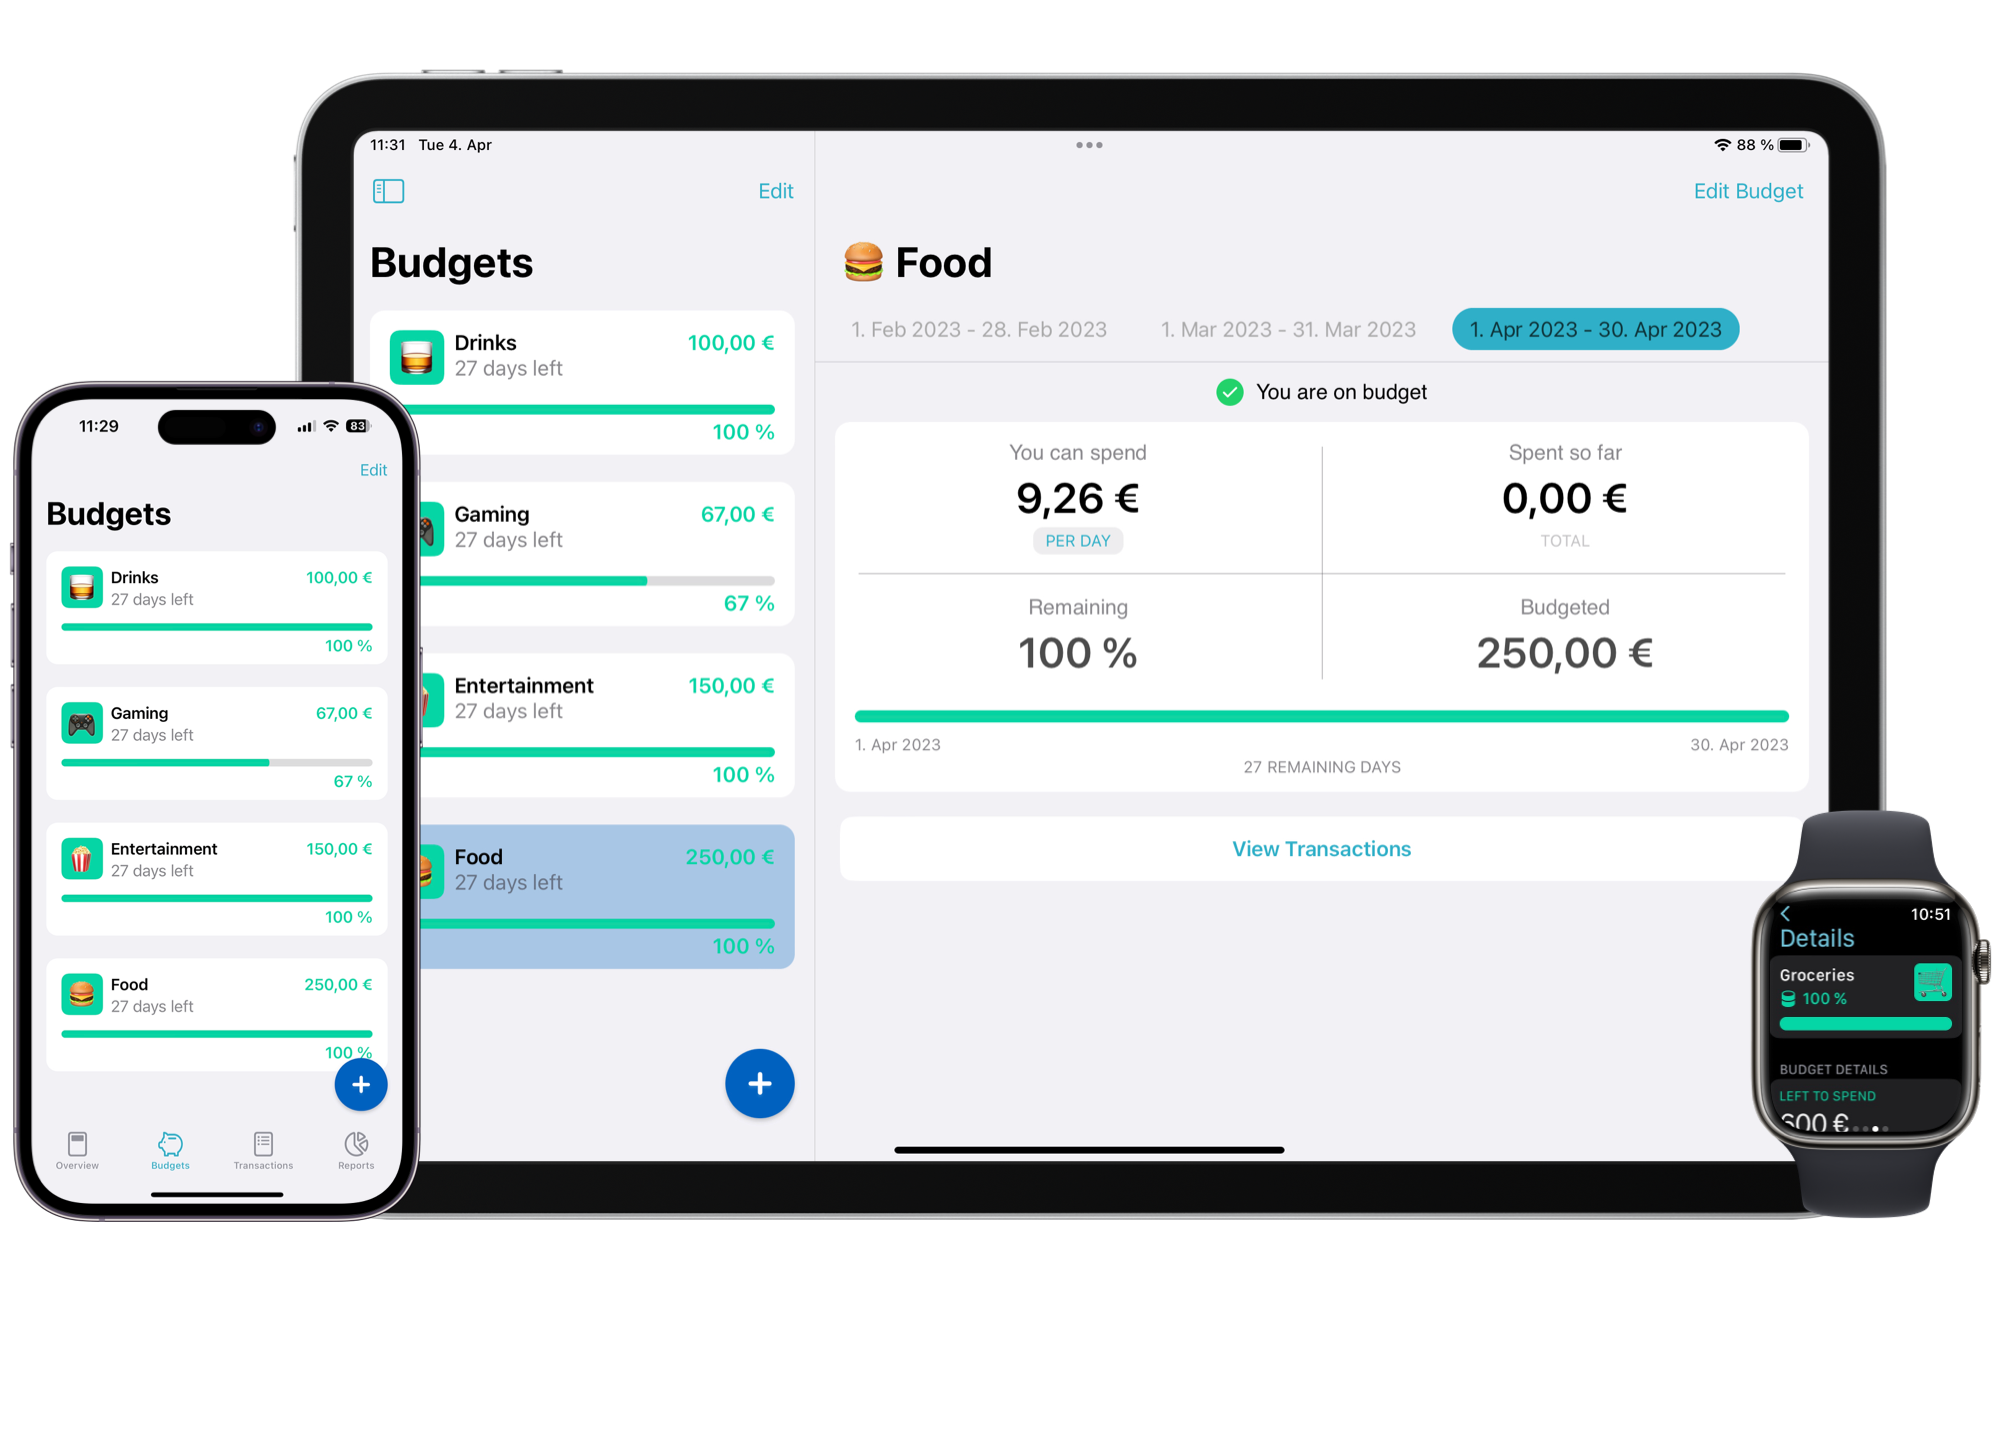 11:31 Tue 4. Apr
88 %
Edit
Budgets
Drinks
100,00 €
27 days left
100 %
Gaming
67,00 €
27 days left
67 %
Entertainment
150,00 €
27 days left
100 %
Food
250,00 €
27 days left
100 %
Edit Budget
🍔 Food
1. Feb 2023 - 28. Feb 2023
1. Mar 2023 - 31. Mar 2023
1. Apr 2023 - 30. Apr 2023
You are on budget
You can spend
9,26 €
PER DAY
Spent so far
0,00 €
TOTAL
Remaining
100 %
Budgeted
250,00 €
1. Apr 2023
30. Apr 2023
27 REMAINING DAYS
View Transactions
11:29
83
Edit
Budgets
Drinks
100,00 €
27 days left
100 %
Gaming
67,00 €
27 days left
67 %
Entertainment
150,00 €
27 days left
100 %
Food
250,00 €
27 days left
100 %
Overview
Budgets
Transactions
Reports
10:51
Details
Groceries
100 %
BUDGET DETAILS
LEFT TO SPEND
600 €